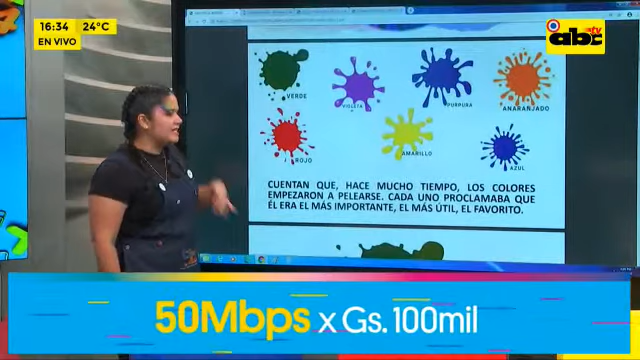 16:34 24°C
EN VIVO
abc tv
VERDE
VIOLETA
PURPURA
ANARANJADO
ROJO
AMARILLO
AZUL
CUENTAN QUE, HACE MUCHO TIEMPO, LOS COLORES
EMPEZARON A PELEARSE. CADA UNO PROCLAMABA QUE
ÉL ERA EL MÁS IMPORTANTE, EL MÁS ÚTIL, EL FAVORITO.
50Mbps x Gs. 100mil